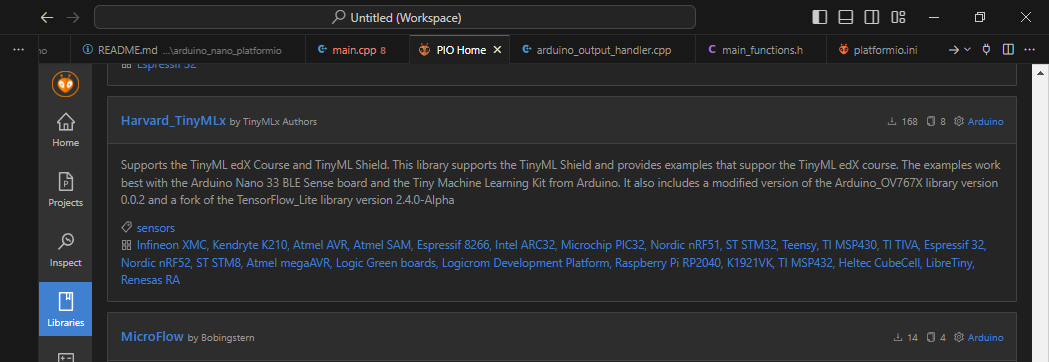 Untitled (Workspace)
no
README.md ...\arduino_nano_platformio
main.cpp 8
PIO Home
arduino_output_handler.cpp
main_functions.h
platformio.ini
Espressif 32
Home
Projects
Inspect
Libraries
Harvard_TinyMLx by TinyMLx Authors
168 8 Arduino
Supports the TinyML edX Course and TinyML Shield. This library supports the TinyML Shield and provides examples that suppor the TinyML edX course. The examples work
best with the Arduino Nano 33 BLE Sense board and the Tiny Machine Learning Kit from Arduino. It also includes a modified version of the Arduino_OV767X library version
0.0.2 and a fork of the TensorFlow_Lite library version 2.4.0-Alpha
sensors
Infineon XMC, Kendryte K210, Atmel AVR, Atmel SAM, Espressif 8266, Intel ARC32, Microchip PIC32, Nordic nRF51, ST STM32, Teensy, TI MSP430, TI TIVA, Espressif 32,
Nordic nRF52, ST STM8, Atmel megaAVR, Logic Green boards, Logicrom Development Platform, Raspberry Pi RP2040, K1921VK, TI MSP432, Heltec CubeCell, LibreTiny,
Renesas RA
MicroFlow by Bobingstern
14 4 Arduino